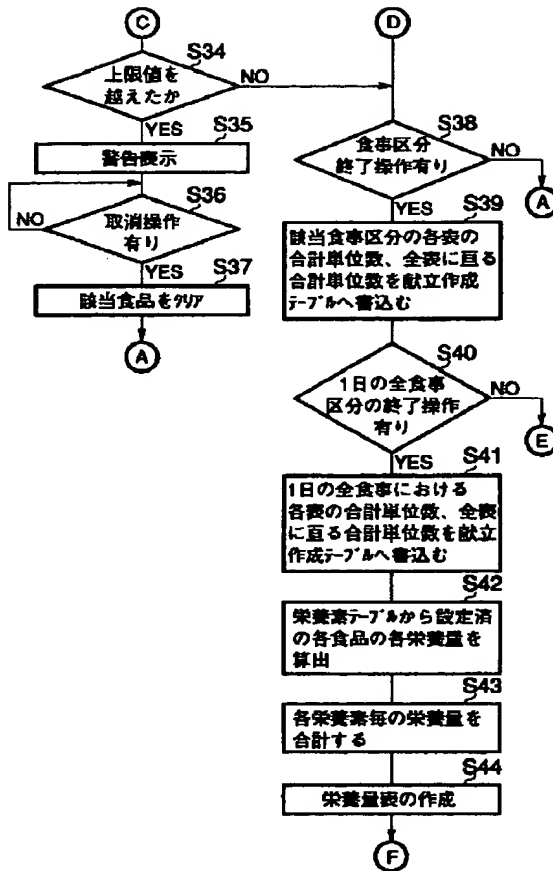 C
S34
上限値を
越えたか
NO
YES
S35
警告表示
S36
取消操作
有り
NO
YES
S37
該当食品をクリア
A
D
S38
食事区分
終了操作有り
NO
A
YES
S39
該当食事区分の各表の
合計単位数、全表に亘る
合計単位数を献立作成
テーブルへ書込む
S40
1日の全食事
区分の終了操作
有り
NO
E
YES
S41
1日の全食事における
各表の合計単位数、全表
に亘る合計単位数を献立
作成テーブルへ書込む
S42
栄養素テーブルから設定済
の各食品の各栄養量を
算出
S43
各栄養素毎の栄養量を
合計する
S44
栄養量表の作成
F